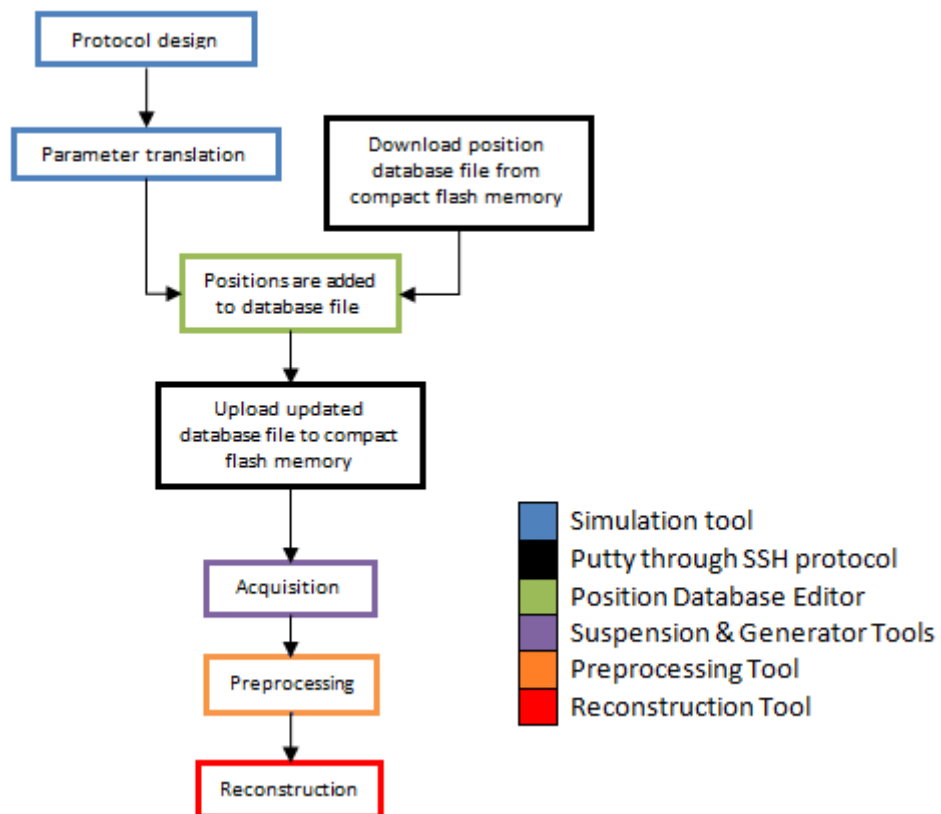 Protocol design
Parameter translation
Download position
database file from
compact flash memory
Positions are added
to database file
Upload updated
database file to compact
flash memory
Acquisition
Preprocessing
Reconstruction
Simulation tool
Putty through SSH protocol
Position Database Editor
Suspension & Generator Tools
Preprocessing Tool
Reconstruction Tool